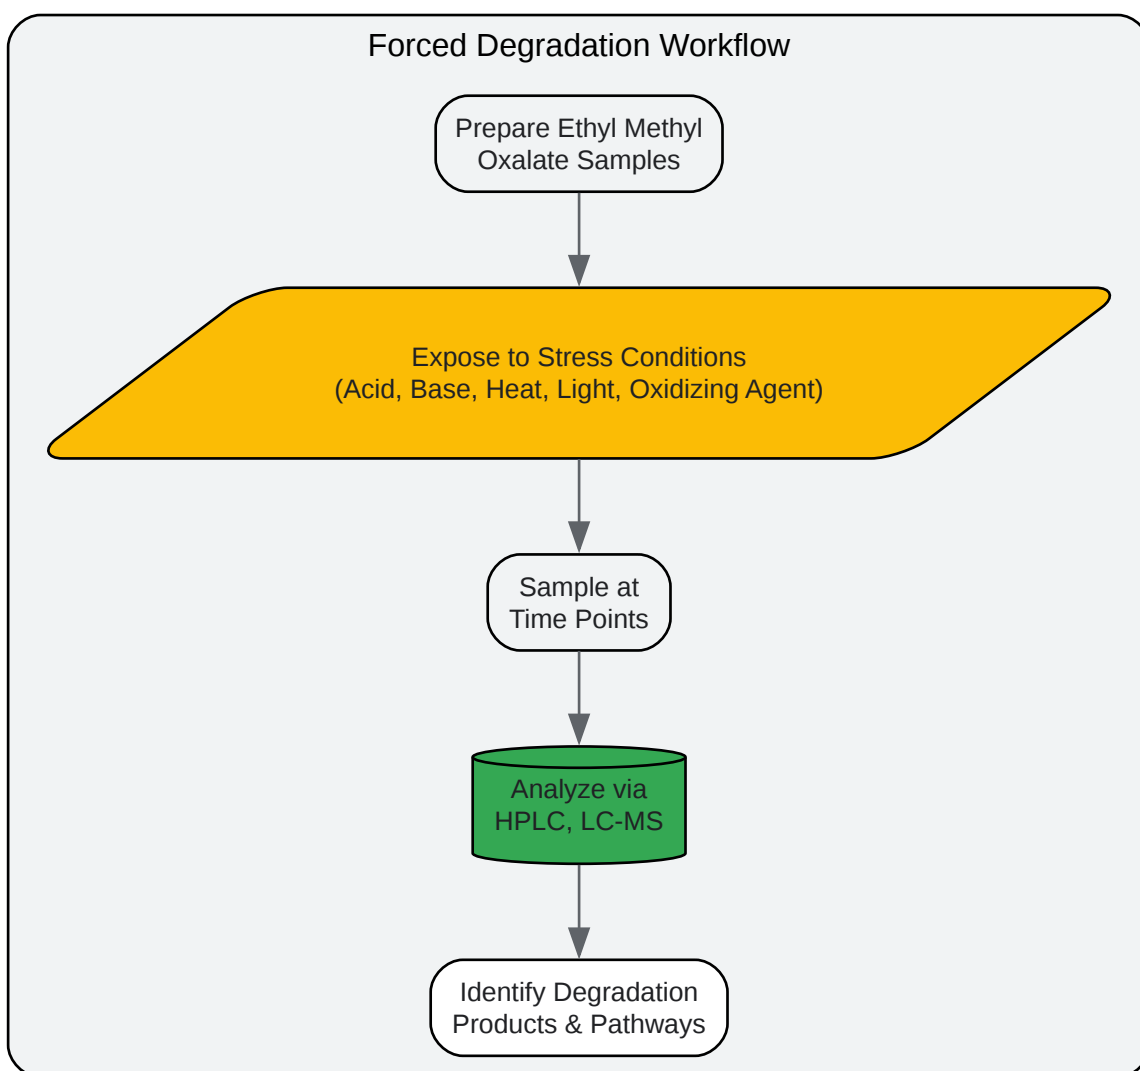 Forced Degradation Workflow
Prepare Ethyl Methyl
Oxalate Samples
Expose to Stress Conditions
(Acid, Base, Heat, Light, Oxidizing Agent)
Sample at
Time Points
Analyze via
HPLC, LC-MS
Identify Degradation
Products & Pathways